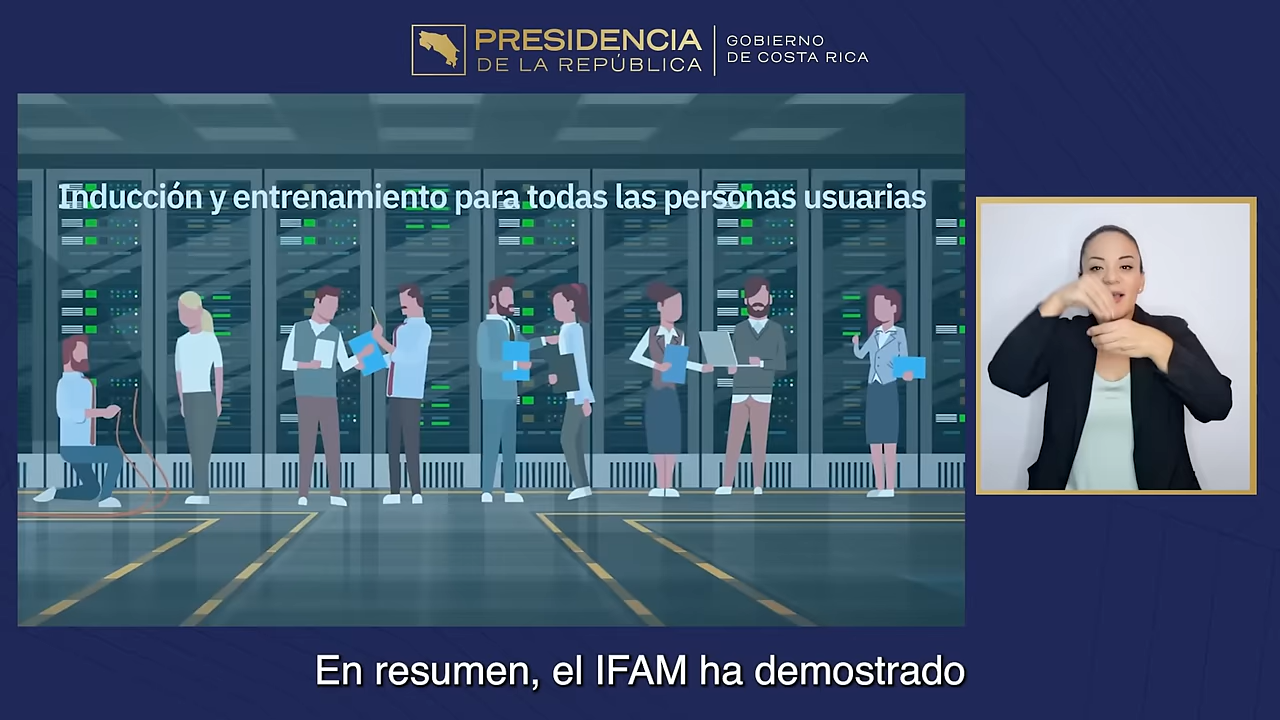 PRESIDENCIA
DE LA REPÚBLICA
GOBIERNO
DE COSTA RICA
Inducción y entrenamiento para todas las personas usuarias
En resumen, el IFAM ha demostrado